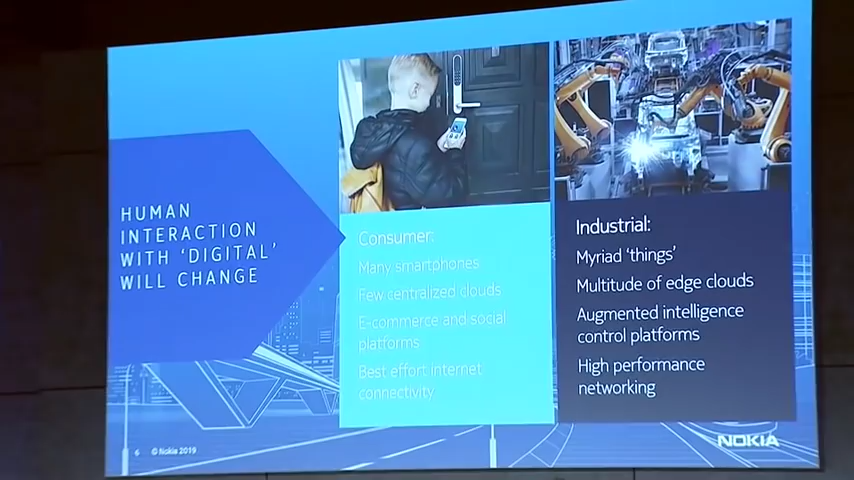 HUMAN
INTERACTION
WITH ‘DIGITAL’
WILL CHANGE
Consumer:
Many smartphones
Few centralized clouds
E-commerce and social
platforms
Best effort internet
connectivity
Industrial:
Myriad ‘things’
Multitude of edge clouds
Augmented intelligence
control platforms
High performance
networking
6 © Nokia 2019
NOKIA